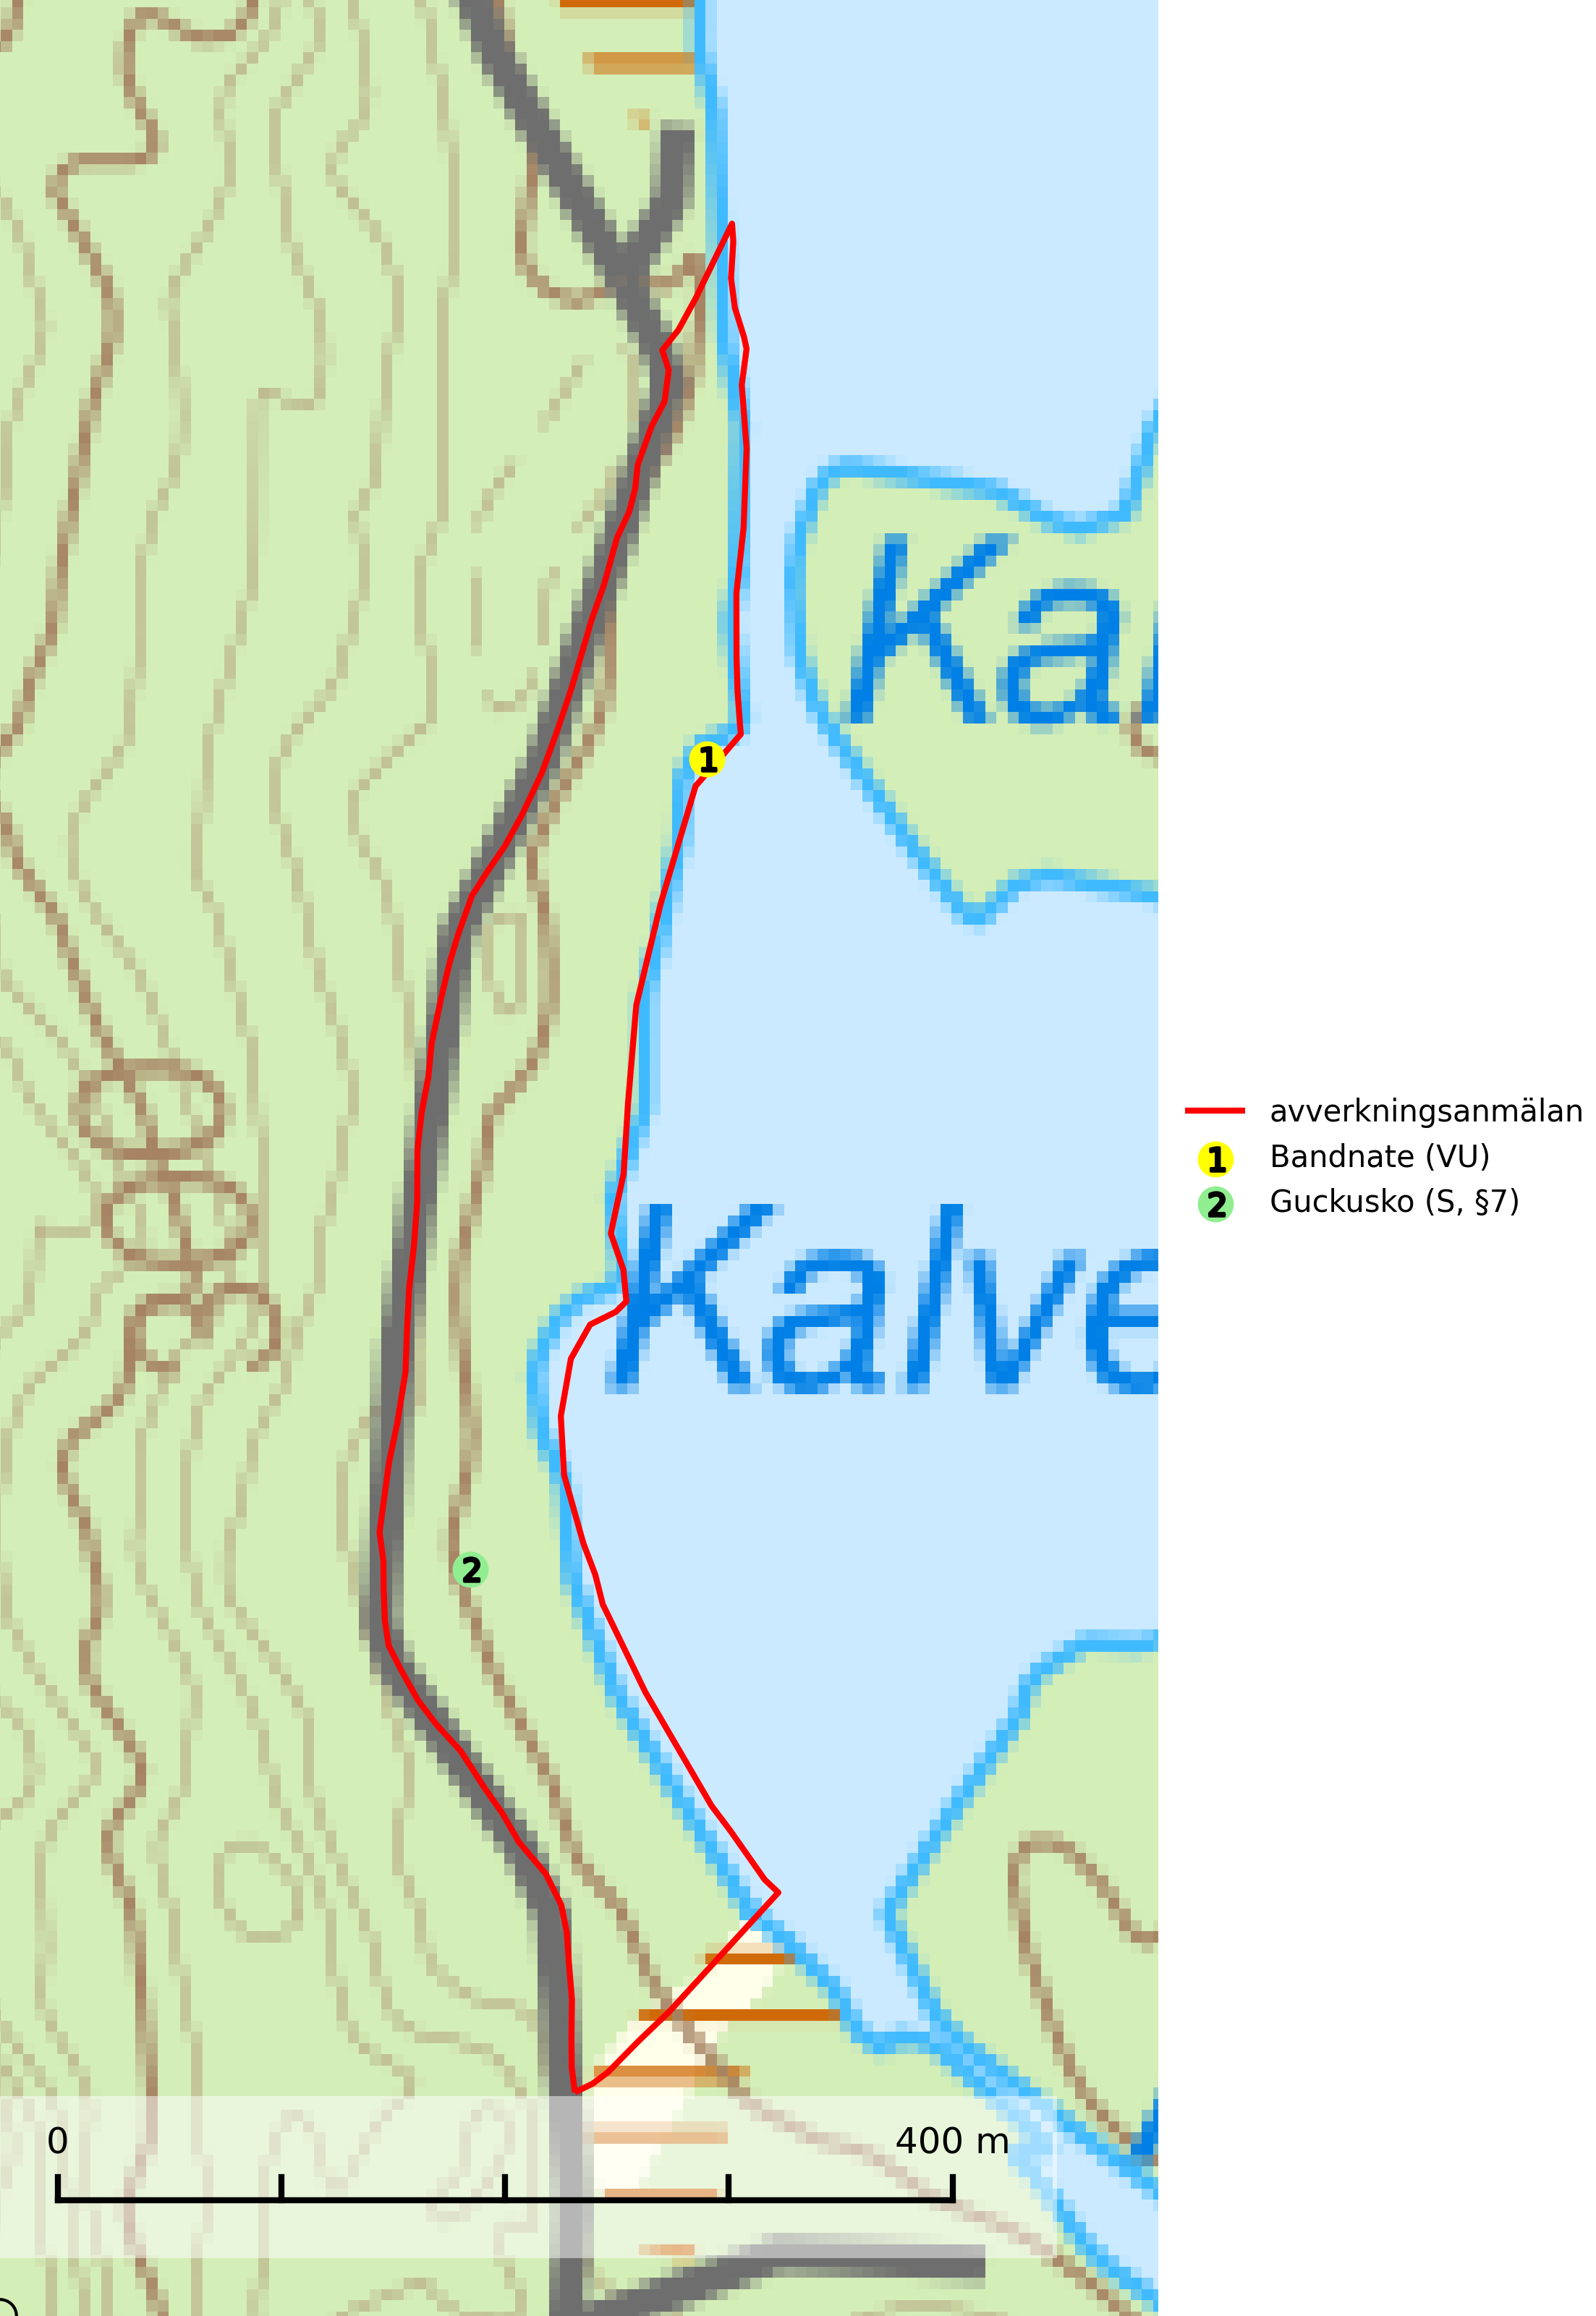 Ka
Kalve
avverkningsanmälan
1 Bandnate (VU)
2 Guckusko (S, §7)
1
2
0 400 m